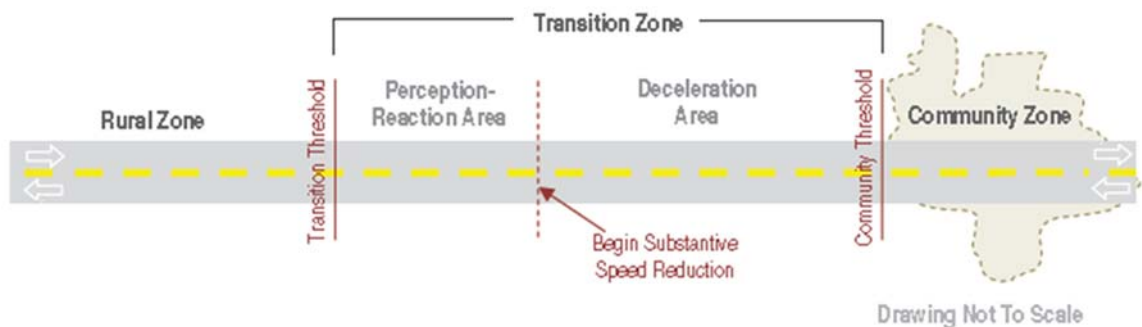 Transition Zone
Rural Zone
Transition Threshold
Perception-
Reaction Area
Deceleration
Area
Community Threshold
Community Zone
Begin Substantive
Speed Reduction
Drawing Not To Scale